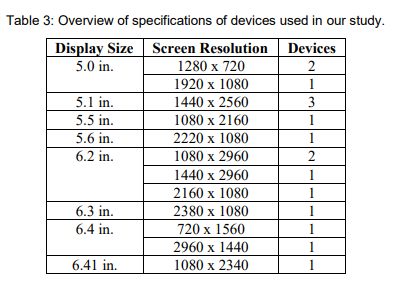 Table 3: Overview of specifications of devices used in our study.
Display Size Screen Resolution Devices
5.0 in. 1280 x 720 2
1920 x 1080 1
5.1 in. 1440 x 2560 3
5.5 in. 1080 x 2160 1
5.6 in. 2220 x 1080 1
6.2 in. 1080 x 2960 2
1440 x 2960 1
2160 x 1080 1
6.3 in. 2380 x 1080 1
6.4 in. 720 x 1560 1
2960 x 1440 1
6.41 in. 1080 x 2340 1